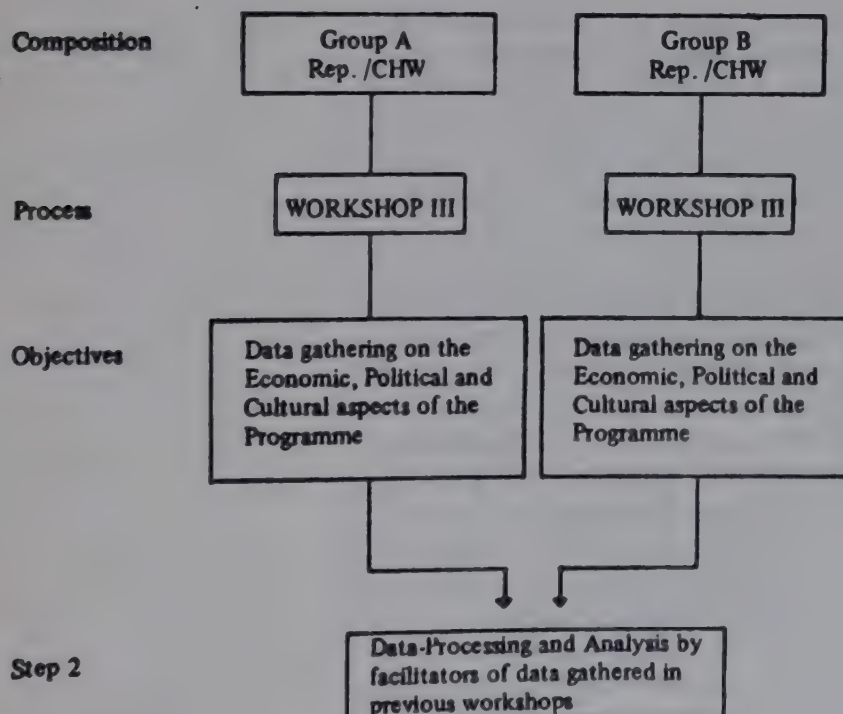 Composition
Group A
Rep. /CHW
Group B
Rep. /CHW
Process
WORKSHOP III
WORKSHOP III
Objectives
Data gathering on the
Economic, Political and
Cultural aspects of the
Programme
Data gathering on the
Economic, Political and
Cultural aspects of the
Programme
Step 2
Data-Processing and Analysis by
facilitators of data gathered in
previous workshops